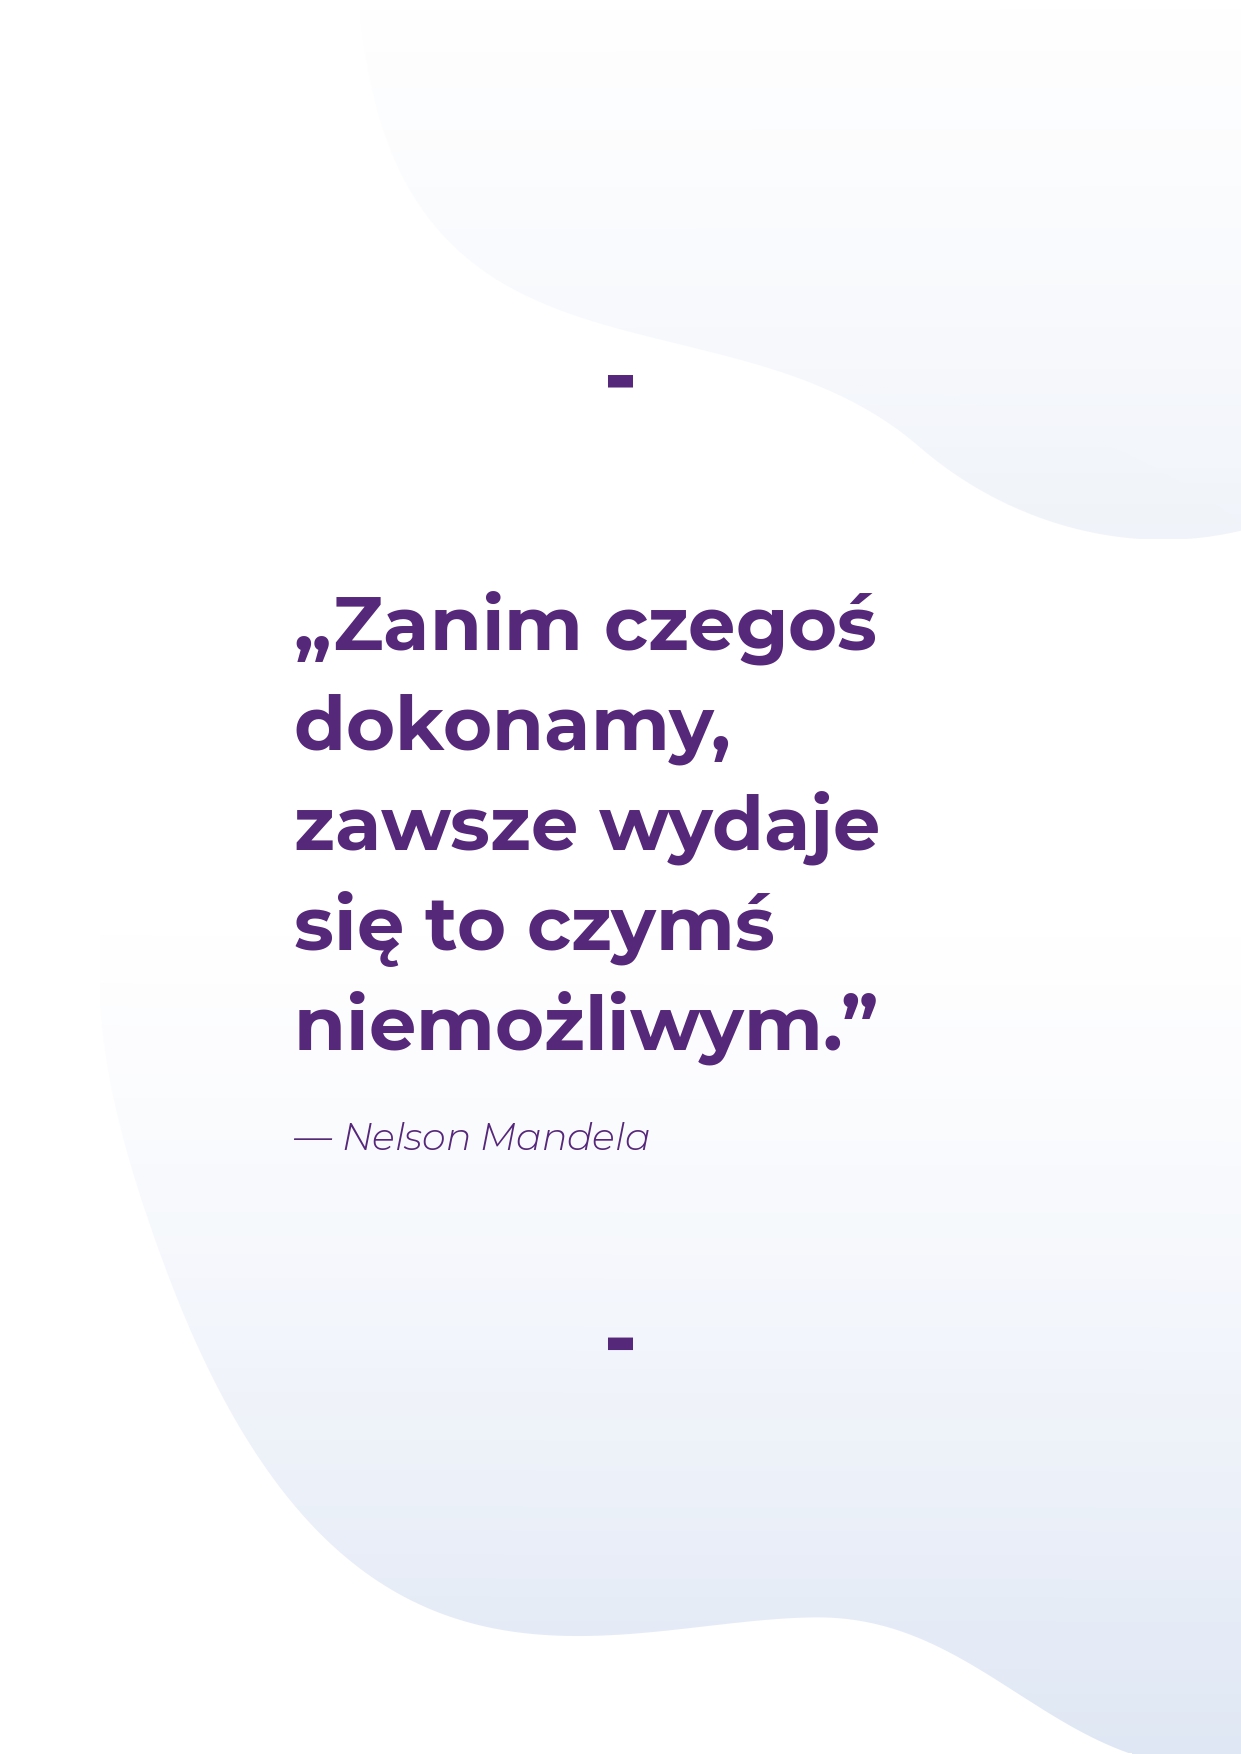 „Zanim czegoś
dokonamy,
zawsze wydaje
się to czymś
niemożliwym.”
— Nelson Mandela